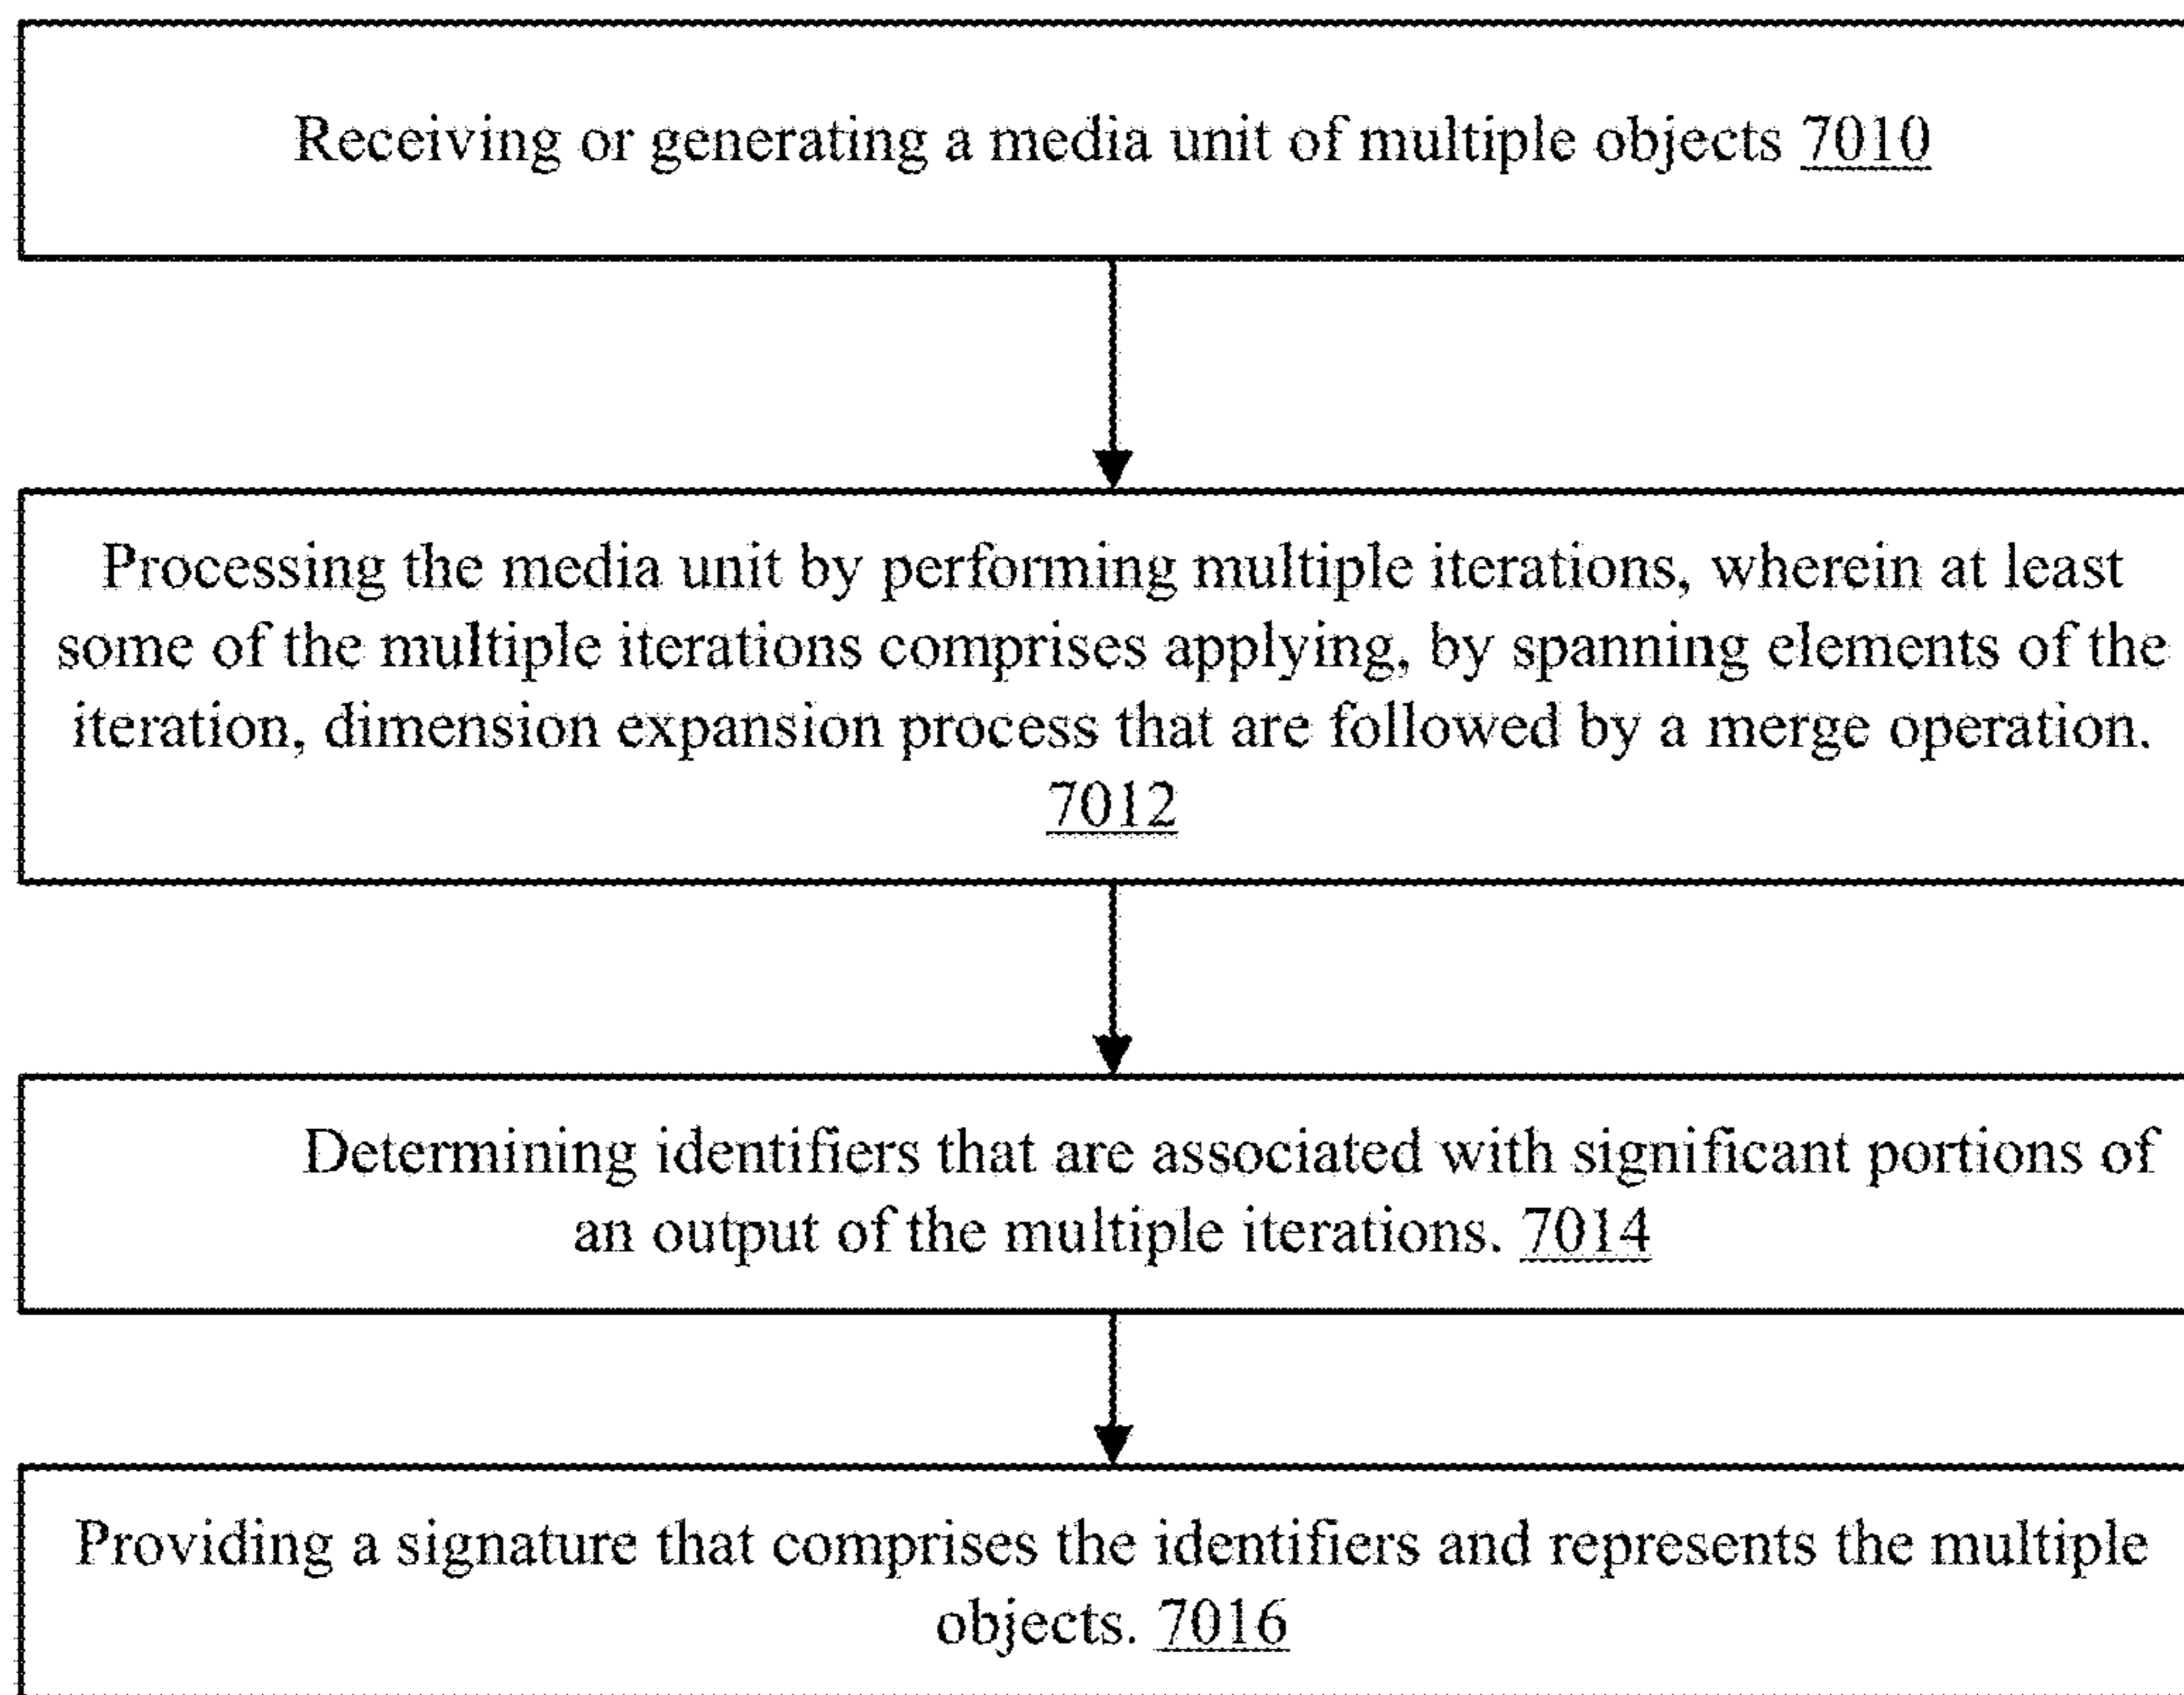 Receiving or generating a media unit of multiple objects 7010
Processing the media unit by performing multiple iterations, wherein at least
some of the multiple iterations comprises applying, by spanning elements of the
iteration, dimension expansion process that are followed by a merge operation.
7012
Determining identifiers that are associated with significant portions of
an output of the multiple iterations. 7014
Providing a signature that comprises the identifiers and represents the multiple
objects. 7016